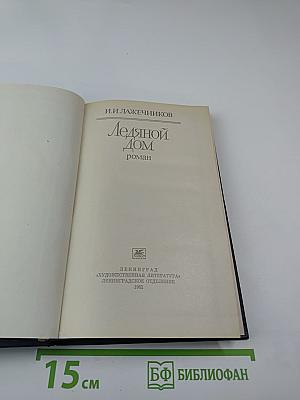 И.И ЛАЖЕЧНИКОВ
Ледяной
дом
роман
ЛЕНИНГРАД
«ХУДОЖЕСТВЕННАЯ ЛИТЕРАТУРА»
ЛЕНИНГРАДСКОЕ ОТДЕЛЕНИЕ
15 см
БФ БИБЛИОФАН